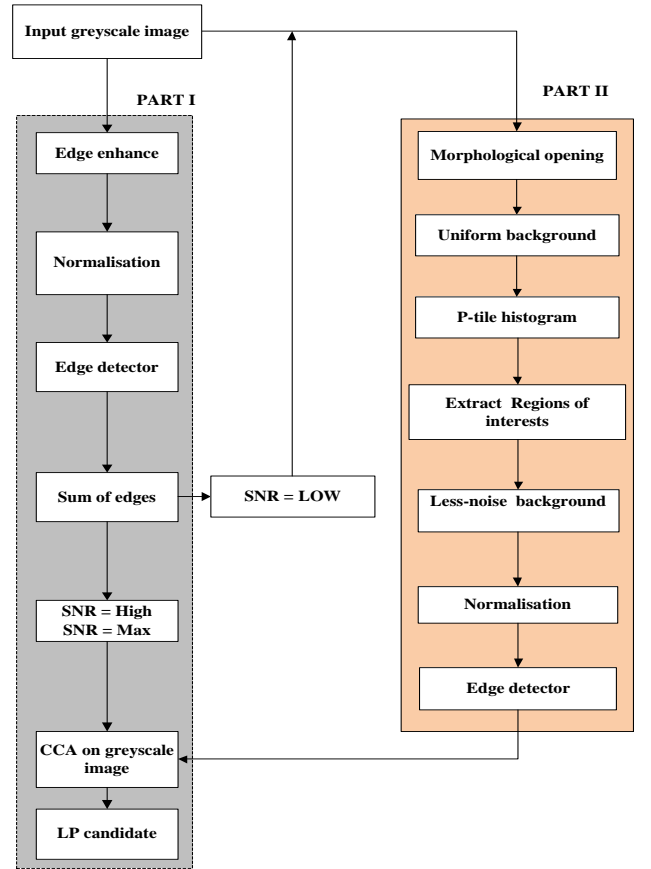 Input greyscale image
PART I
Edge enhance
Normalisation
Edge detector
Sum of edges
SNR = LOW
SNR = High
SNR = Max
CCA on greyscale
image
LP candidate
PART II
Morphological opening
Uniform background
P-tile histogram
Extract Regions of
interests
Less-noise background
Normalisation
Edge detector